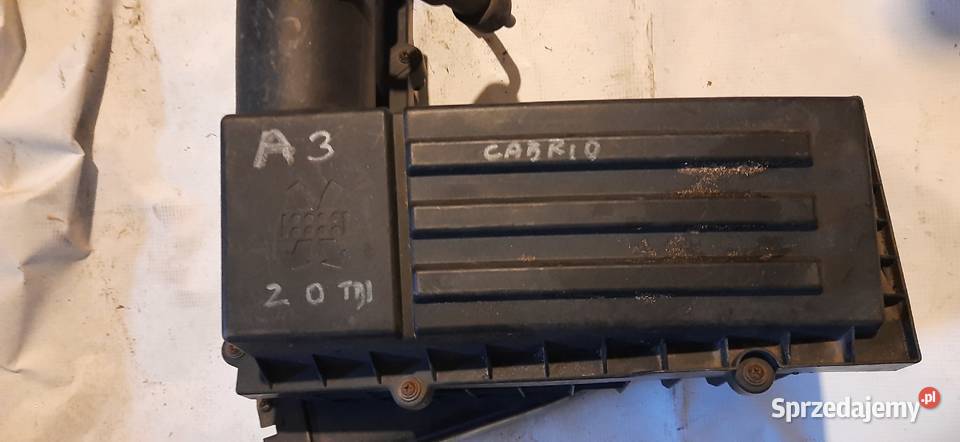 A3
CABRIO
2.0 TDI
Sprzedajemy.pl